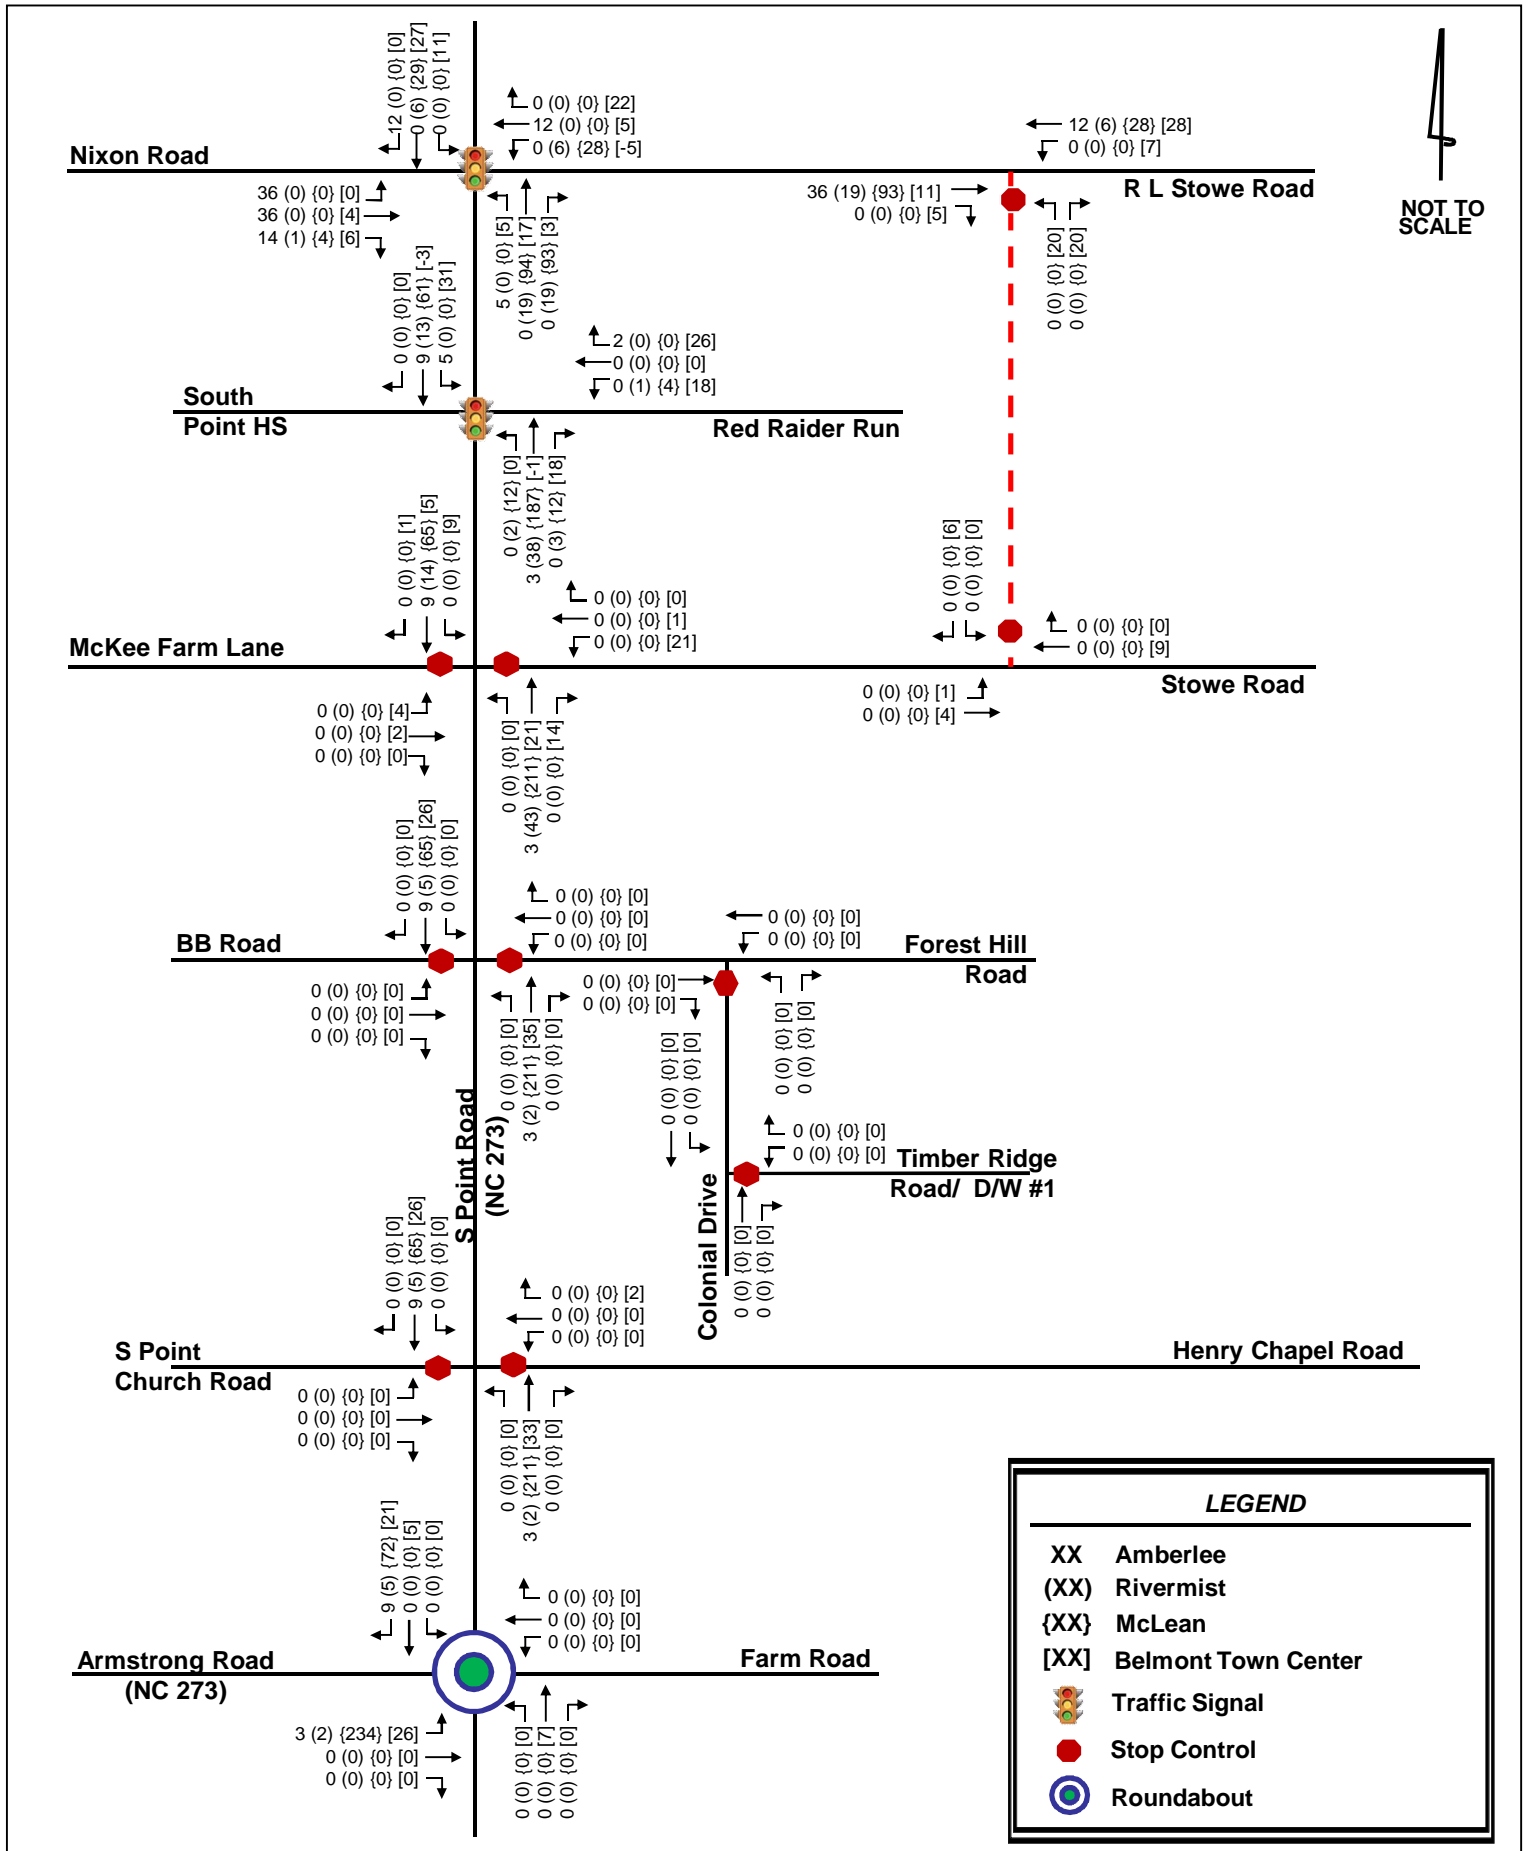 12 (0) {0} [0]
0 (6) {29} [27]
0 (0) {0} [11]
0 (0) {0} [22]
12 (0) {0} [5]
0 (6) {28} [-5]
12 (6) {28} [28]
0 (0) {0} [7]
Nixon Road
R L Stowe Road
36 (0) {0} [0]
36 (0) {0} [4]
14 (1) {4} [6]
5 (0) {0} [5]
0 (19) {94} [17]
0 (19) {93} [3]
36 (19) {93} [11]
0 (0) {0} [5]
0 (0) {0} [20]
0 (0) {0} [20]
NOT TO
SCALE
0 (0) {0} [0]
9 (13) {61} [-3]
5 (0) {0} [31]
2 (0) {0} [26]
0 (0) {0} [0]
0 (1) {4} [18]
South
Point HS
Red Raider Run
0 (2) {12} [0]
3 (38) {187} [-1]
0 (3) {12} [18]
0 (0) {0} [1]
9 (14) {65} [5]
0 (0) {0} [9]
0 (0) {0} [0]
0 (0) {0} [1]
0 (0) {0} [21]
0 (0) {0} [6]
0 (0) {0} [0]
0 (0) {0} [0]
0 (0) {0} [9]
McKee Farm Lane
Stowe Road
0 (0) {0} [4]
0 (0) {0} [2]
0 (0) {0} [0]
0 (0) {0} [0]
3 (43) {211} [21]
0 (0) {0} [14]
0 (0) {0} [1]
0 (0) {0} [4]
0 (0) {0} [0]
9 (5) {65} [26]
0 (0) {0} [0]
0 (0) {0} [0]
0 (0) {0} [0]
0 (0) {0} [0]
0 (0) {0} [0]
0 (0) {0} [0]
BB Road
Forest Hill
Road
0 (0) {0} [0]
0 (0) {0} [0]
0 (0) {0} [0]
0 (0) {0} [0]
3 (2) {211} [35]
0 (0) {0} [0]
0 (0) {0} [0]
0 (0) {0} [0]
0 (0) {0} [0]
0 (0) {0} [0]
0 (0) {0} [0]
0 (0) {0} [0]
S Point Road
(NC 273)
0 (0) {0} [0]
0 (0) {0} [0]
Timber Ridge
Road/ D/W #1
Colonial Drive
0 (0) {0} [0]
0 (0) {0} [0]
0 (0) {0} [0]
9 (5) {65} [26]
0 (0) {0} [0]
0 (0) {0} [2]
0 (0) {0} [0]
0 (0) {0} [0]
S Point
Church Road
Henry Chapel Road
0 (0) {0} [0]
0 (0) {0} [0]
0 (0) {0} [0]
0 (0) {0} [0]
3 (2) {211} [33]
0 (0) {0} [0]
9 (5) {72} [21]
0 (0) {0} [5]
0 (0) {0} [0]
0 (0) {0} [0]
0 (0) {0} [0]
0 (0) {0} [0]
Armstrong Road
(NC 273)
Farm Road
3 (2) {234} [26]
0 (0) {0} [0]
0 (0) {0} [0]
0 (0) {0} [0]
0 (0) {0} [7]
0 (0) {0} [0]
LEGEND
XX Amberlee
(XX) Rivermist
{XX} McLean
[XX] Belmont Town Center
Traffic Signal
Stop Control
Roundabout